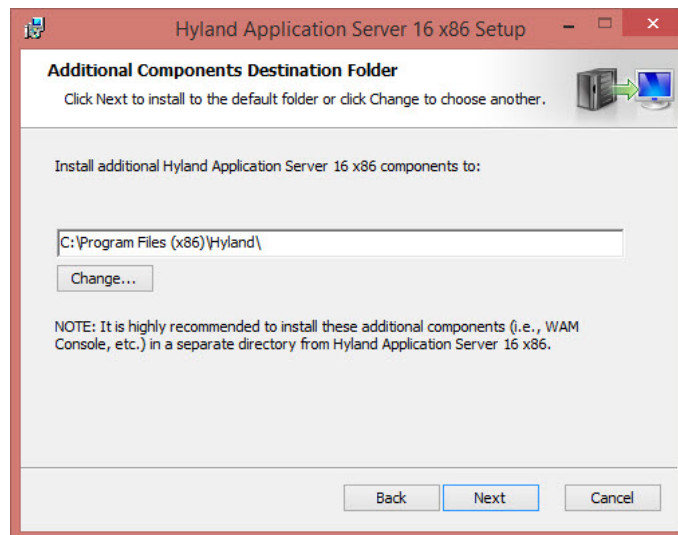 Hyland Application Server 16 x86 Setup
Additional Components Destination Folder
Click Next to install to the default folder or click Change to choose another.
Install additional Hyland Application Server 16 x86 components to:
C:\Program Files (x86)\Hyland\
Change...
NOTE: It is highly recommended to install these additional components (i.e., WAM
Console, etc.) in a separate directory from Hyland Application Server 16 x86.
Back Next Cancel